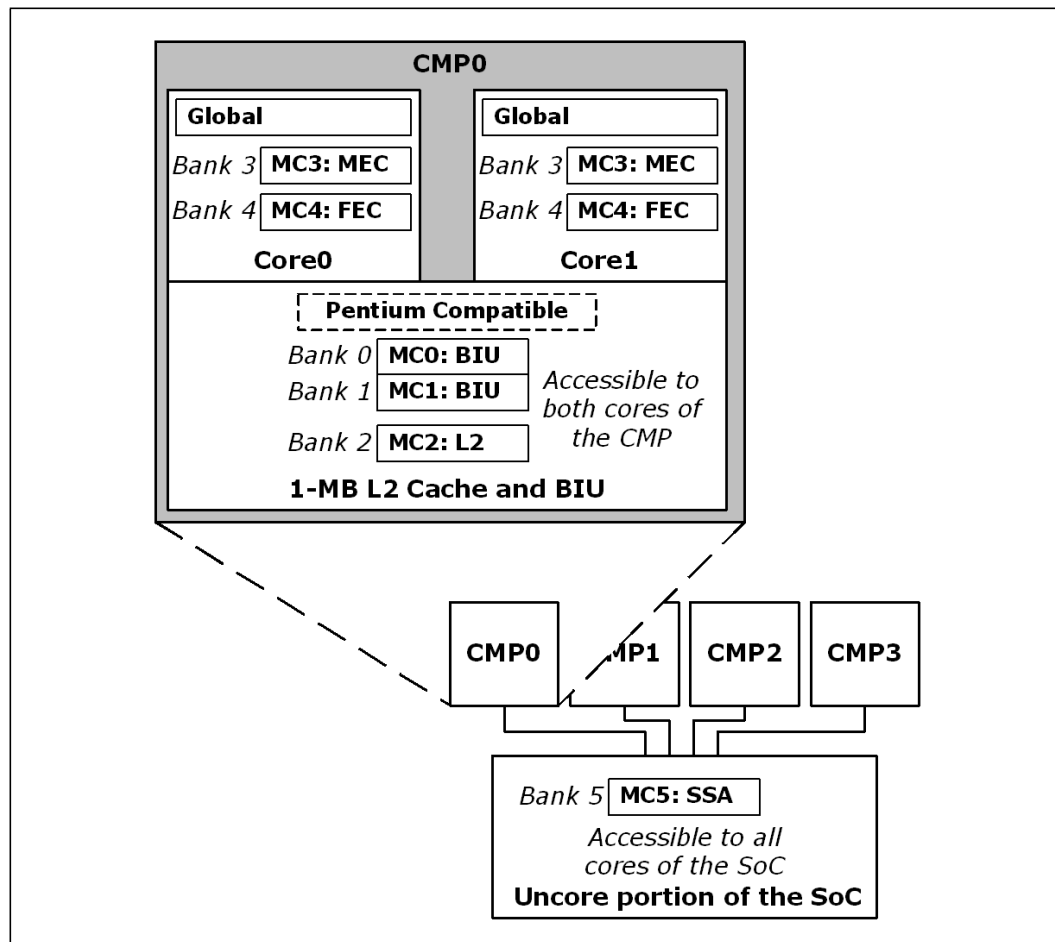 CMP0
Global
Bank 3 MC3: MEC
Bank 4 MC4: FEC
Core0
Global
Bank 3 MC3: MEC
Bank 4 MC4: FEC
Core1
Pentium Compatible
Bank 0 MC0: BIU
Bank 1 MC1: BIU
Bank 2 MC2: L2
Accessible to
both cores of
the CMP
1-MB L2 Cache and BIU
CMP0
MP1
CMP2
CMP3
Bank 5 MC5: SSA
Accessible to all
cores of the SoC
Uncore portion of the SoC